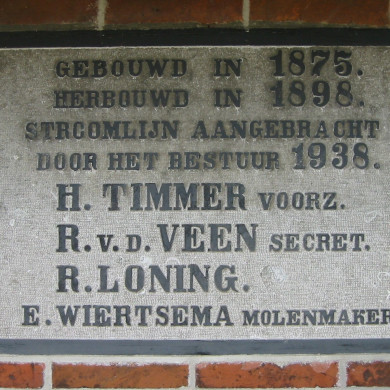 GEBOUWD IN 1875.
HERBOUWD IN 1898.
STROOMLIJN AANGEBRACHT
DOOR HET BESTUUR 1938.
H. TIMMER VOORZ.
R. V. D. VEEN SECRET.
R. LONING.
E. WIERTSEMA MOLENMAKER